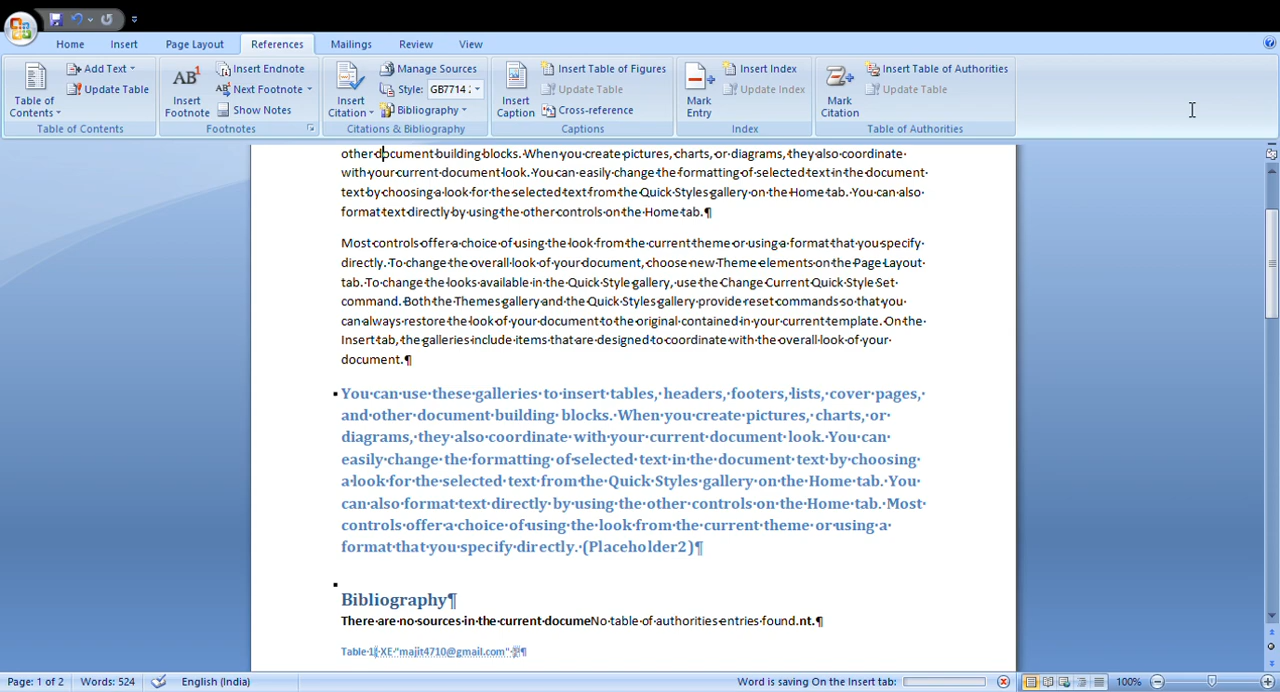 Home Insert Page Layout References Mailings Review View
Table of Contents
Add Text
Update Table
Table of Contents
AB¹ Insert Footnote
Insert Endnote
Next Footnote
Show Notes
Footnotes
Insert Citation
Manage Sources
Style: GB7714
Bibliography
Citations & Bibliography
Insert Caption
Insert Table of Figures
Update Table
Cross-reference
Captions
Mark Entry
Insert Index
Update Index
Index
Mark Citation
Insert Table of Authorities
Update Table
Table of Authorities
other document building blocks. When you create pictures, charts, or diagrams, they also coordinate
with your current document look. You can easily change the formatting of selected text in the document
text by choosing a look for the selected text from the Quick Styles gallery on the Home tab. You can also
format text directly by using the other controls on the Home tab.¶
Most controls offer a choice of using the look from the current theme or using a format that you specify
directly. To change the overall look of your document, choose new Theme elements on the Page Layout
tab. To change the looks available in the Quick Style gallery, use the Change Current Quick Style Set
command. Both the Themes gallery and the Quick Styles gallery provide reset commands so that you
can always restore the look of your document to the original contained in your current template. On the
Insert tab, the galleries include items that are designed to coordinate with the overall look of your
document.¶
You can use these galleries to insert tables, headers, footers, lists, cover pages,
and other document building blocks. When you create pictures, charts, or
diagrams, they also coordinate with your current document look. You can
easily change the formatting of selected text in the document text by choosing
a look for the selected text from the Quick Styles gallery on the Home tab. You
can also format text directly by using the other controls on the Home tab. Most
controls offer a choice of using the look from the current theme or using a
format that you specify directly. (Placeholder2)¶
Bibliography¶
There are no sources in the current documeNo table of authorities entries found.nt.¶
Table 1{ XE "majit4710@gmail.com" }¶
Page: 1 of 2 Words: 524 English (India) Word is saving On the Insert tab: 100%